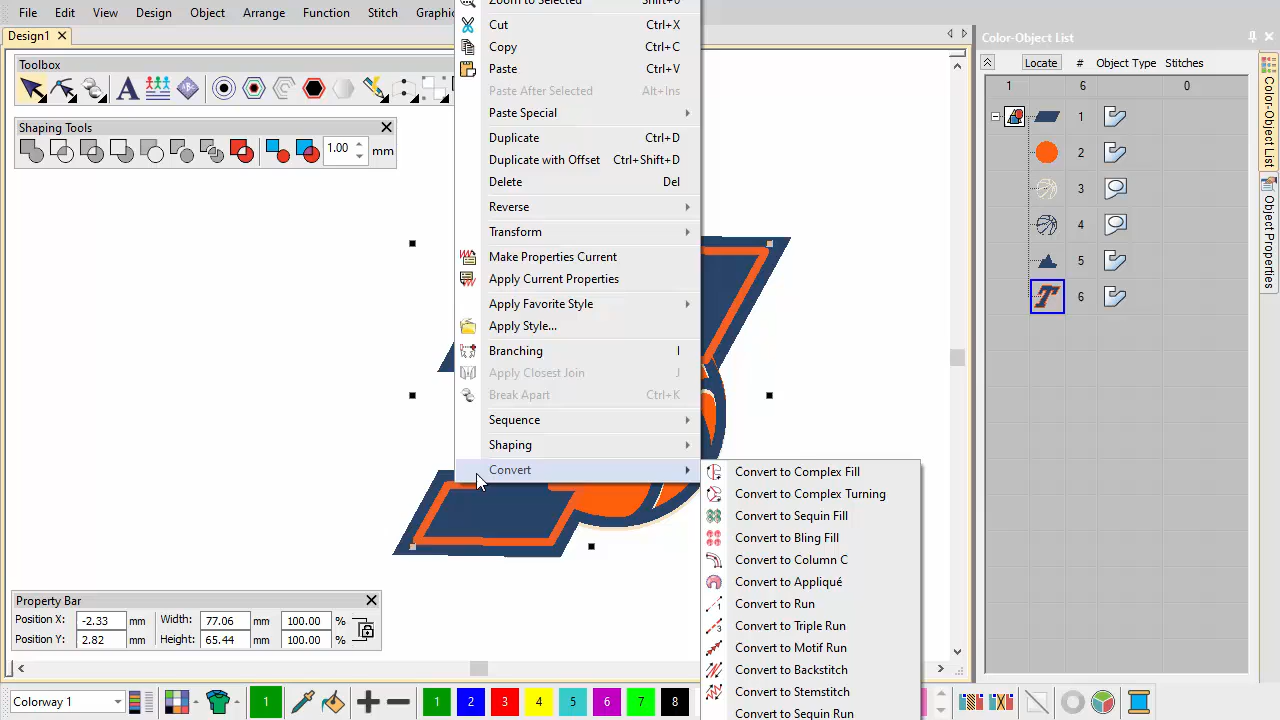 File Edit View Design Object Arrange Function Stitch Graphic
Design1
Toolbox
Shaping Tools
1.00 mm
Zoom to Selected Shift+0
Cut Ctrl+X
Copy Ctrl+C
Paste Ctrl+V
Paste After Selected Alt+Ins
Paste Special
Duplicate Ctrl+D
Duplicate with Offset Ctrl+Shift+D
Delete Del
Reverse
Transform
Make Properties Current
Apply Current Properties
Apply Favorite Style
Apply Style...
Branching I
Apply Closest Join J
Break Apart Ctrl+K
Sequence
Shaping
Convert
Convert to Complex Fill
Convert to Complex Turning
Convert to Sequin Fill
Convert to Bling Fill
Convert to Column C
Convert to Appliqué
Convert to Run
Convert to Triple Run
Convert to Motif Run
Convert to Backstitch
Convert to Stemstitch
Convert to Sequin Run
Color-Object List
Locate # Object Type Stitches
1 6 0
1
2
3
4
5
6
Color-Object List
Object Properties
Property Bar
Position X: -2.33 mm Width: 77.06 mm 100.00 %
Position Y: 2.82 mm Height: 65.44 mm 100.00 %
Colorway 1 1 1 2 3 4 5 6 7 8